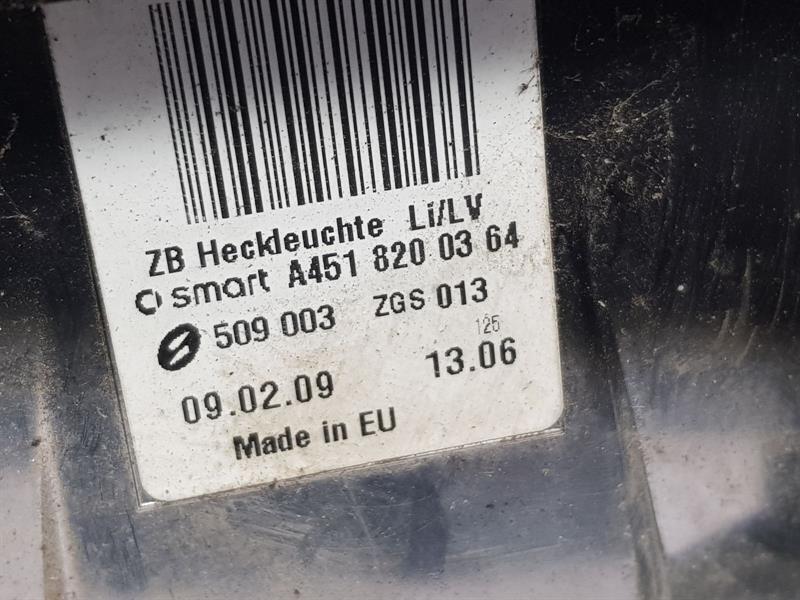 ZB Heckleuchte Li/LV
smart A451 820 03 64
509 003 ZGS 013
125
09.02.09 13.06
Made in EU